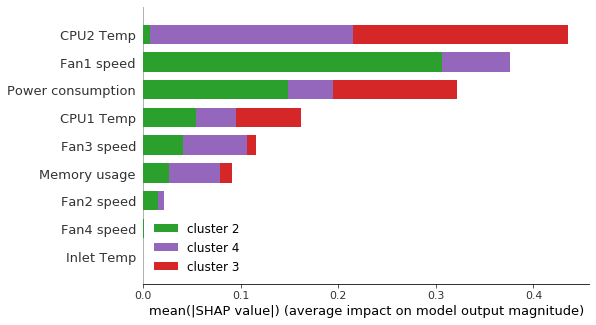 CPU2 Temp
Fan1 speed
Power consumption
CPU1 Temp
Fan3 speed
Memory usage
Fan2 speed
Fan4 speed
Inlet Temp
cluster 2
cluster 4
cluster 3
0.0 0.1 0.2 0.3 0.4
mean(|SHAP value|) (average impact on model output magnitude)